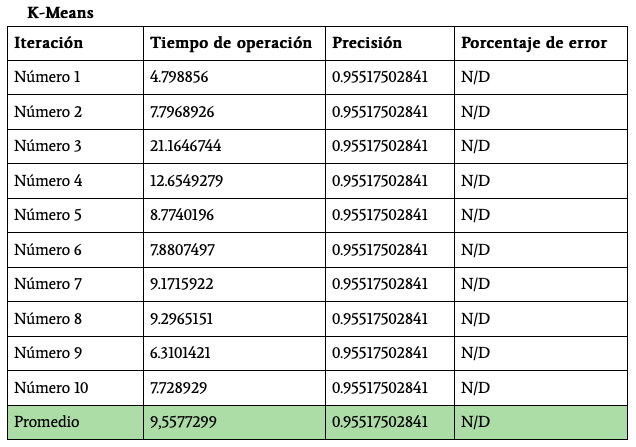 K-Means
Iteración Tiempo de operación Precisión Porcentaje de error
Número 1 4.798856 0.95517502841 N/D
Número 2 7.7968926 0.95517502841 N/D
Número 3 21.1646744 0.95517502841 N/D
Número 4 12.6549279 0.95517502841 N/D
Número 5 8.7740196 0.95517502841 N/D
Número 6 7.8807497 0.95517502841 N/D
Número 7 9.1715922 0.95517502841 N/D
Número 8 9.2965151 0.95517502841 N/D
Número 9 6.3101421 0.95517502841 N/D
Número 10 7.728929 0.95517502841 N/D
Promedio 9,5577299 0.95517502841 N/D